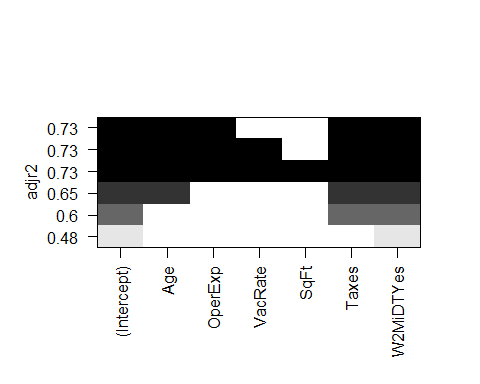 adjr2
0.73
0.73
0.73
0.65
0.6
0.48
(Intercept)
Age
OperExp
VacRate
SqFt
Taxes
W2MiDTYes